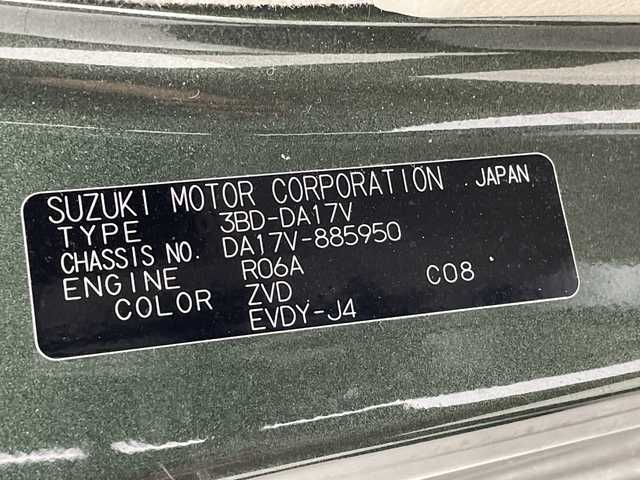 SUZUKI MOTOR CORPORATION JAPAN
TYPE 3BD-DA17V
CHASSIS NO. DA17V-885950
ENGINE R06A
COLOR ZVD C08
EVDY-J4